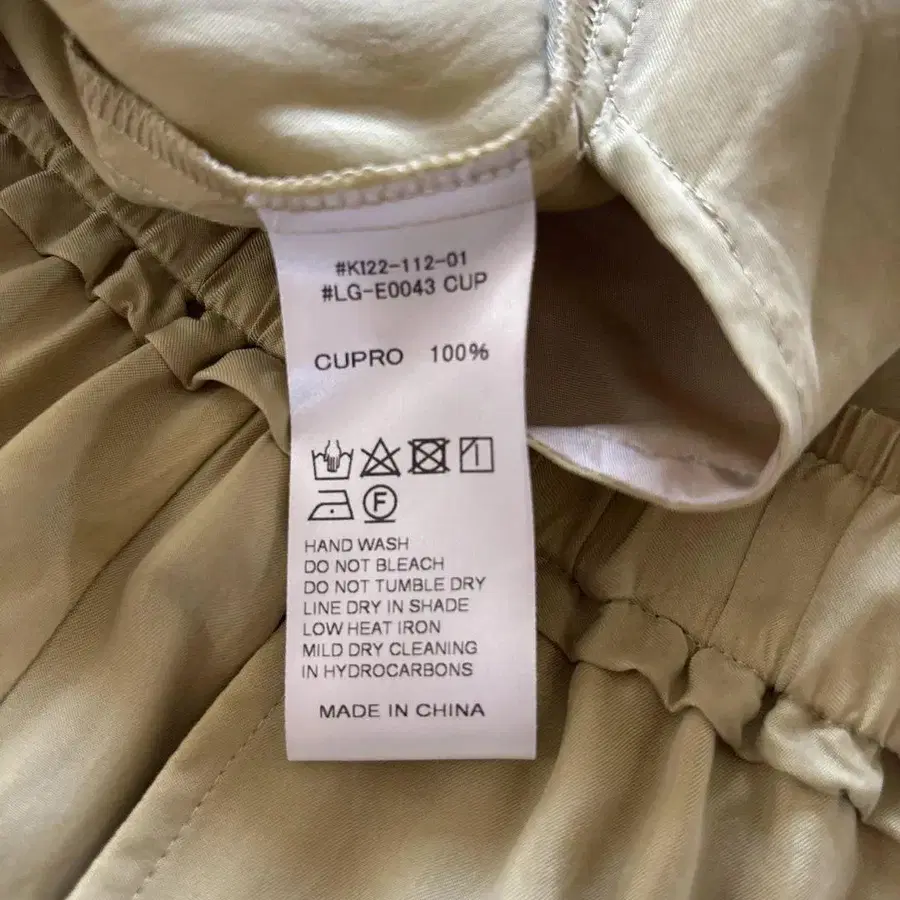 #K122-112-01
#LG-E0043 CUP
CUPRO 100%
F
HAND WASH
DO NOT BLEACH
DO NOT TUMBLE DRY
LINE DRY IN SHADE
LOW HEAT IRON
MILD DRY CLEANING
IN HYDROCARBONS
MADE IN CHINA